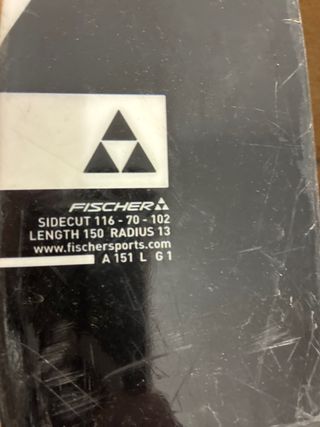 FISCHER
SIDECUT 116 - 70 - 102
LENGTH 150 RADIUS 13
www.fischersports.com
A 151 L G 1